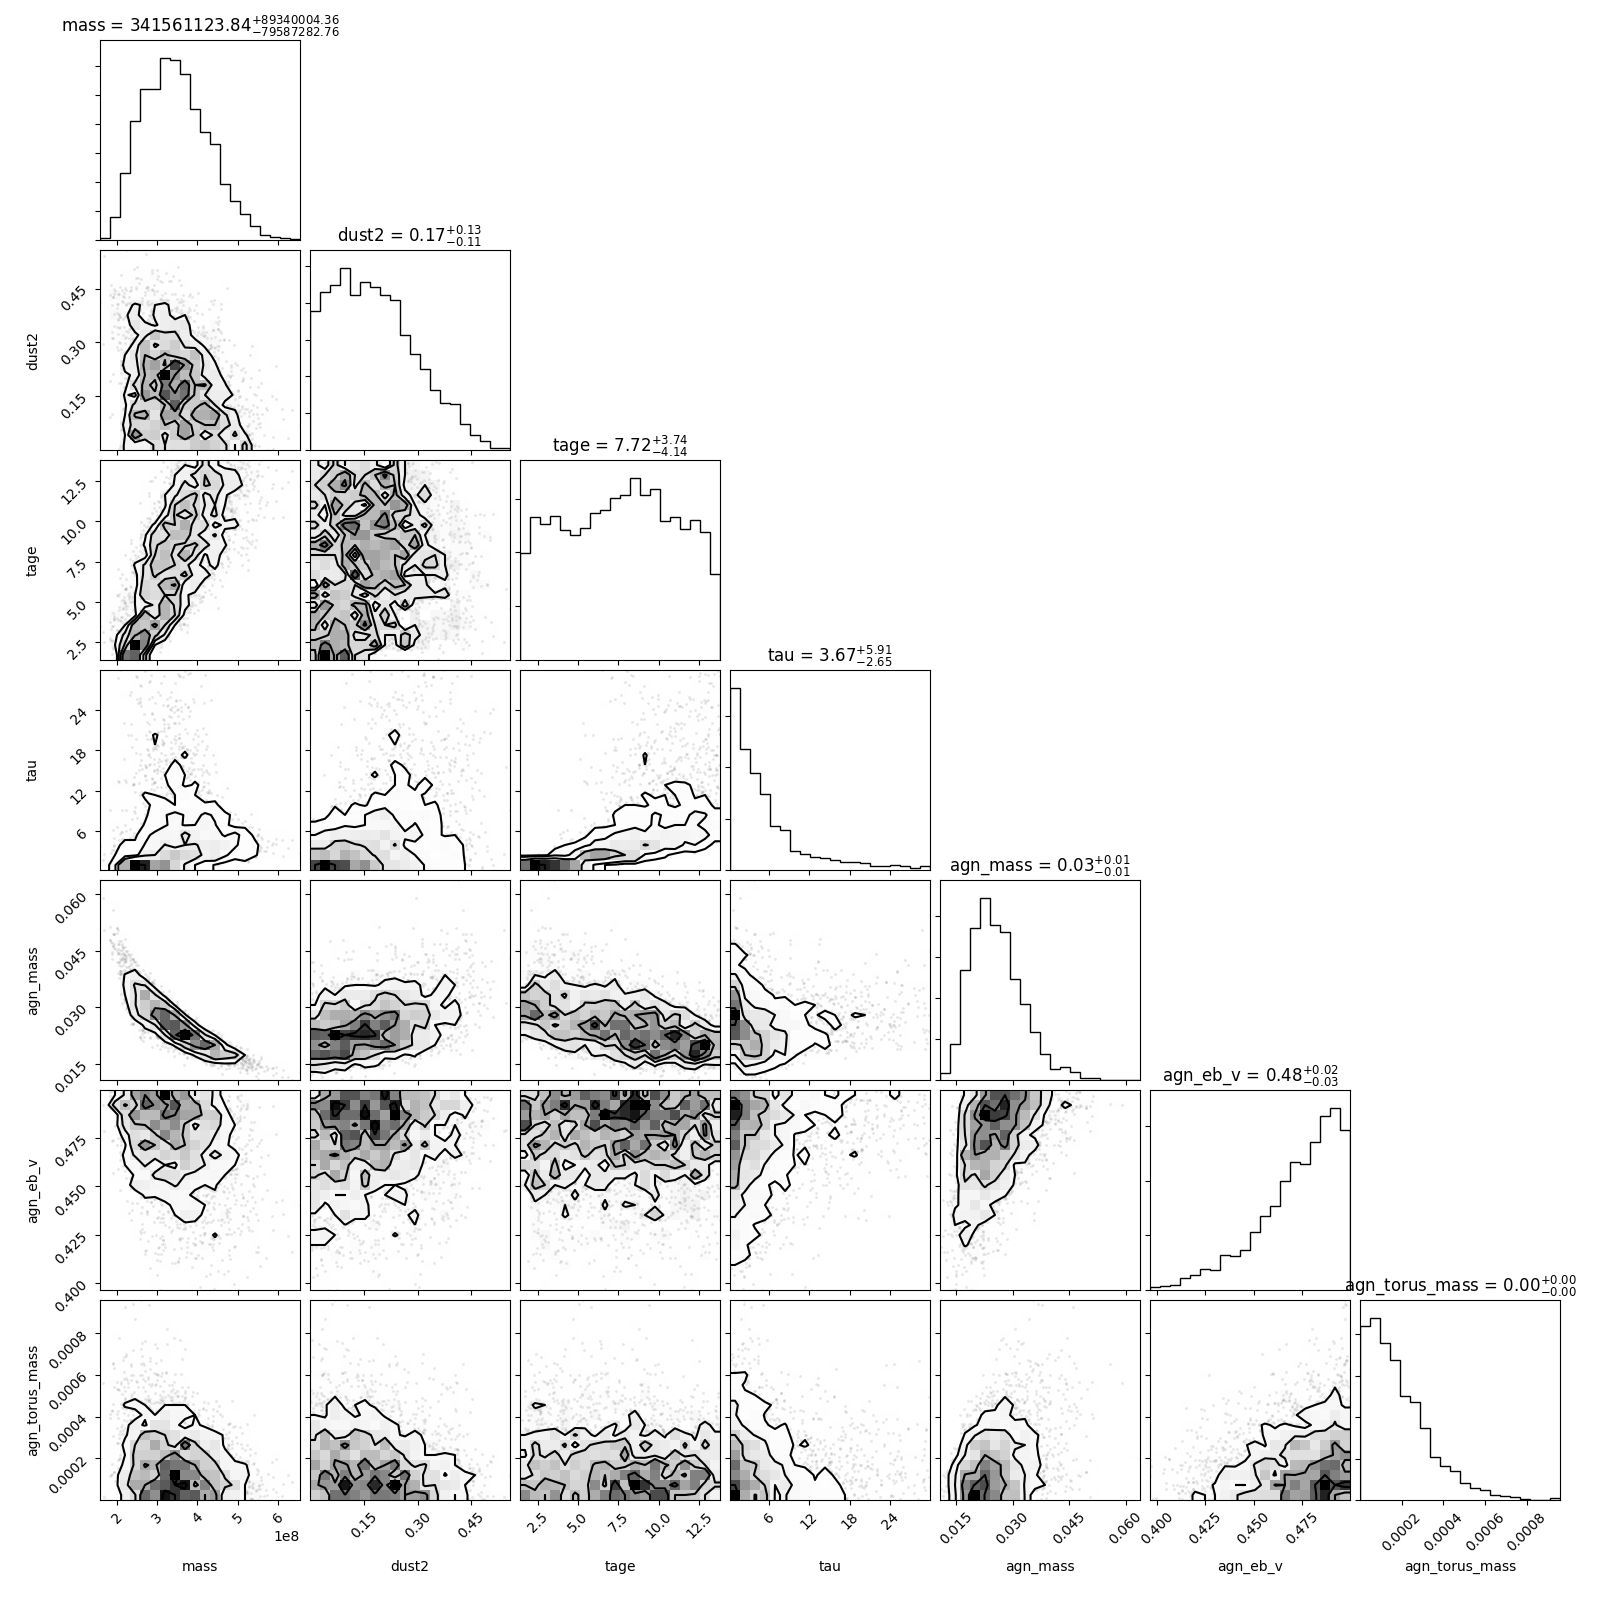 mass = 341561123.84+89340004.36 −79587282.76
dust2 = 0.17+0.13 −0.11
0.45
0.30
0.15
dust2
tage = 7.72+3.74 −4.14
12.5
10.0
7.5
5.0
2.5
tage
tau = 3.67+5.91 −2.65
24
18
12
6
tau
agn_mass = 0.03+0.01 −0.01
0.060
0.045
0.030
0.015
agn_mass
agn_eb_v = 0.48+0.02 −0.03
0.475
0.450
0.425
0.400
agn_eb_v
agn_torus_mass = 0.00+0.00 −0.00
0.0008
0.0006
0.0004
0.0002
agn_torus_mass
2 3 4 5 6
1e8
mass
0.15 0.30 0.45
dust2
2.5 5.0 7.5 10.0 12.5
tage
6 12 18 24
tau
0.015 0.030 0.045 0.060
agn_mass
0.400 0.425 0.450 0.475
agn_eb_v
0.0002 0.0004 0.0006 0.0008
agn_torus_mass